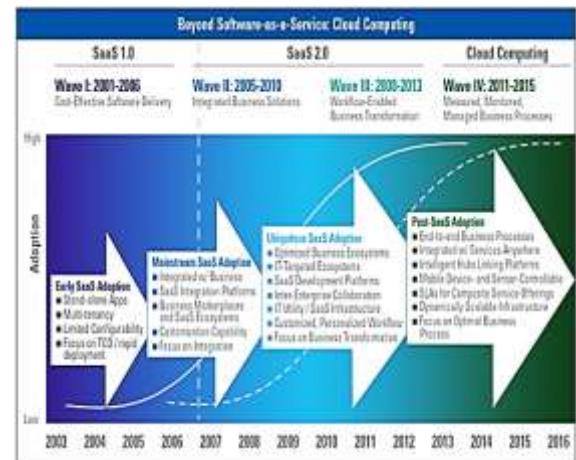 Beyond Software-as-a-Service: Cloud Computing
SaaS 1.0
SaaS 2.0
Cloud Computing
Wave I: 2001-2006
Cost-Effective Software Delivery
Wave II: 2005-2010
Integrated Business Solutions
Wave III: 2008-2013
Workflow-Enabled
Business Transformation
Wave IV: 2011-2015
Measured, Monitored,
Managed Business Processes
High
Adoption
Low
Early SaaS Adoption
Stand-alone Apps
Multi-tenancy
Limited Configurability
Focus on TCO / rapid
deployment
Mainstream SaaS Adoption
Integrated w/ Business
SaaS Integration Platforms
Business Marketplaces
and SaaS Ecosystems
Customization Capability
Focus on Integration
Ubiquitous SaaS Adoption
Optimized Business Ecosystems
IT-Targeted Ecosystems
SaaS Development Platforms
Inter-Enterprise Collaboration
IT Utility / SaaS Infrastructure
Customized, Personalized Workflow
Focus on Business Transformation
Post-SaaS Adoption
End-to-end Business Processes
Integrated w/ Services Anywhere
Intelligent Hubs Linking Platforms
Mobile Device- and Sensor-Controllable
SLAs for Composite Service Offerings
Dynamically Scalable Infrastructure
Focus on Optimal Business
Process
2003 2004 2005 2006 2007 2008 2009 2010 2011 2012 2013 2014 2015 2016